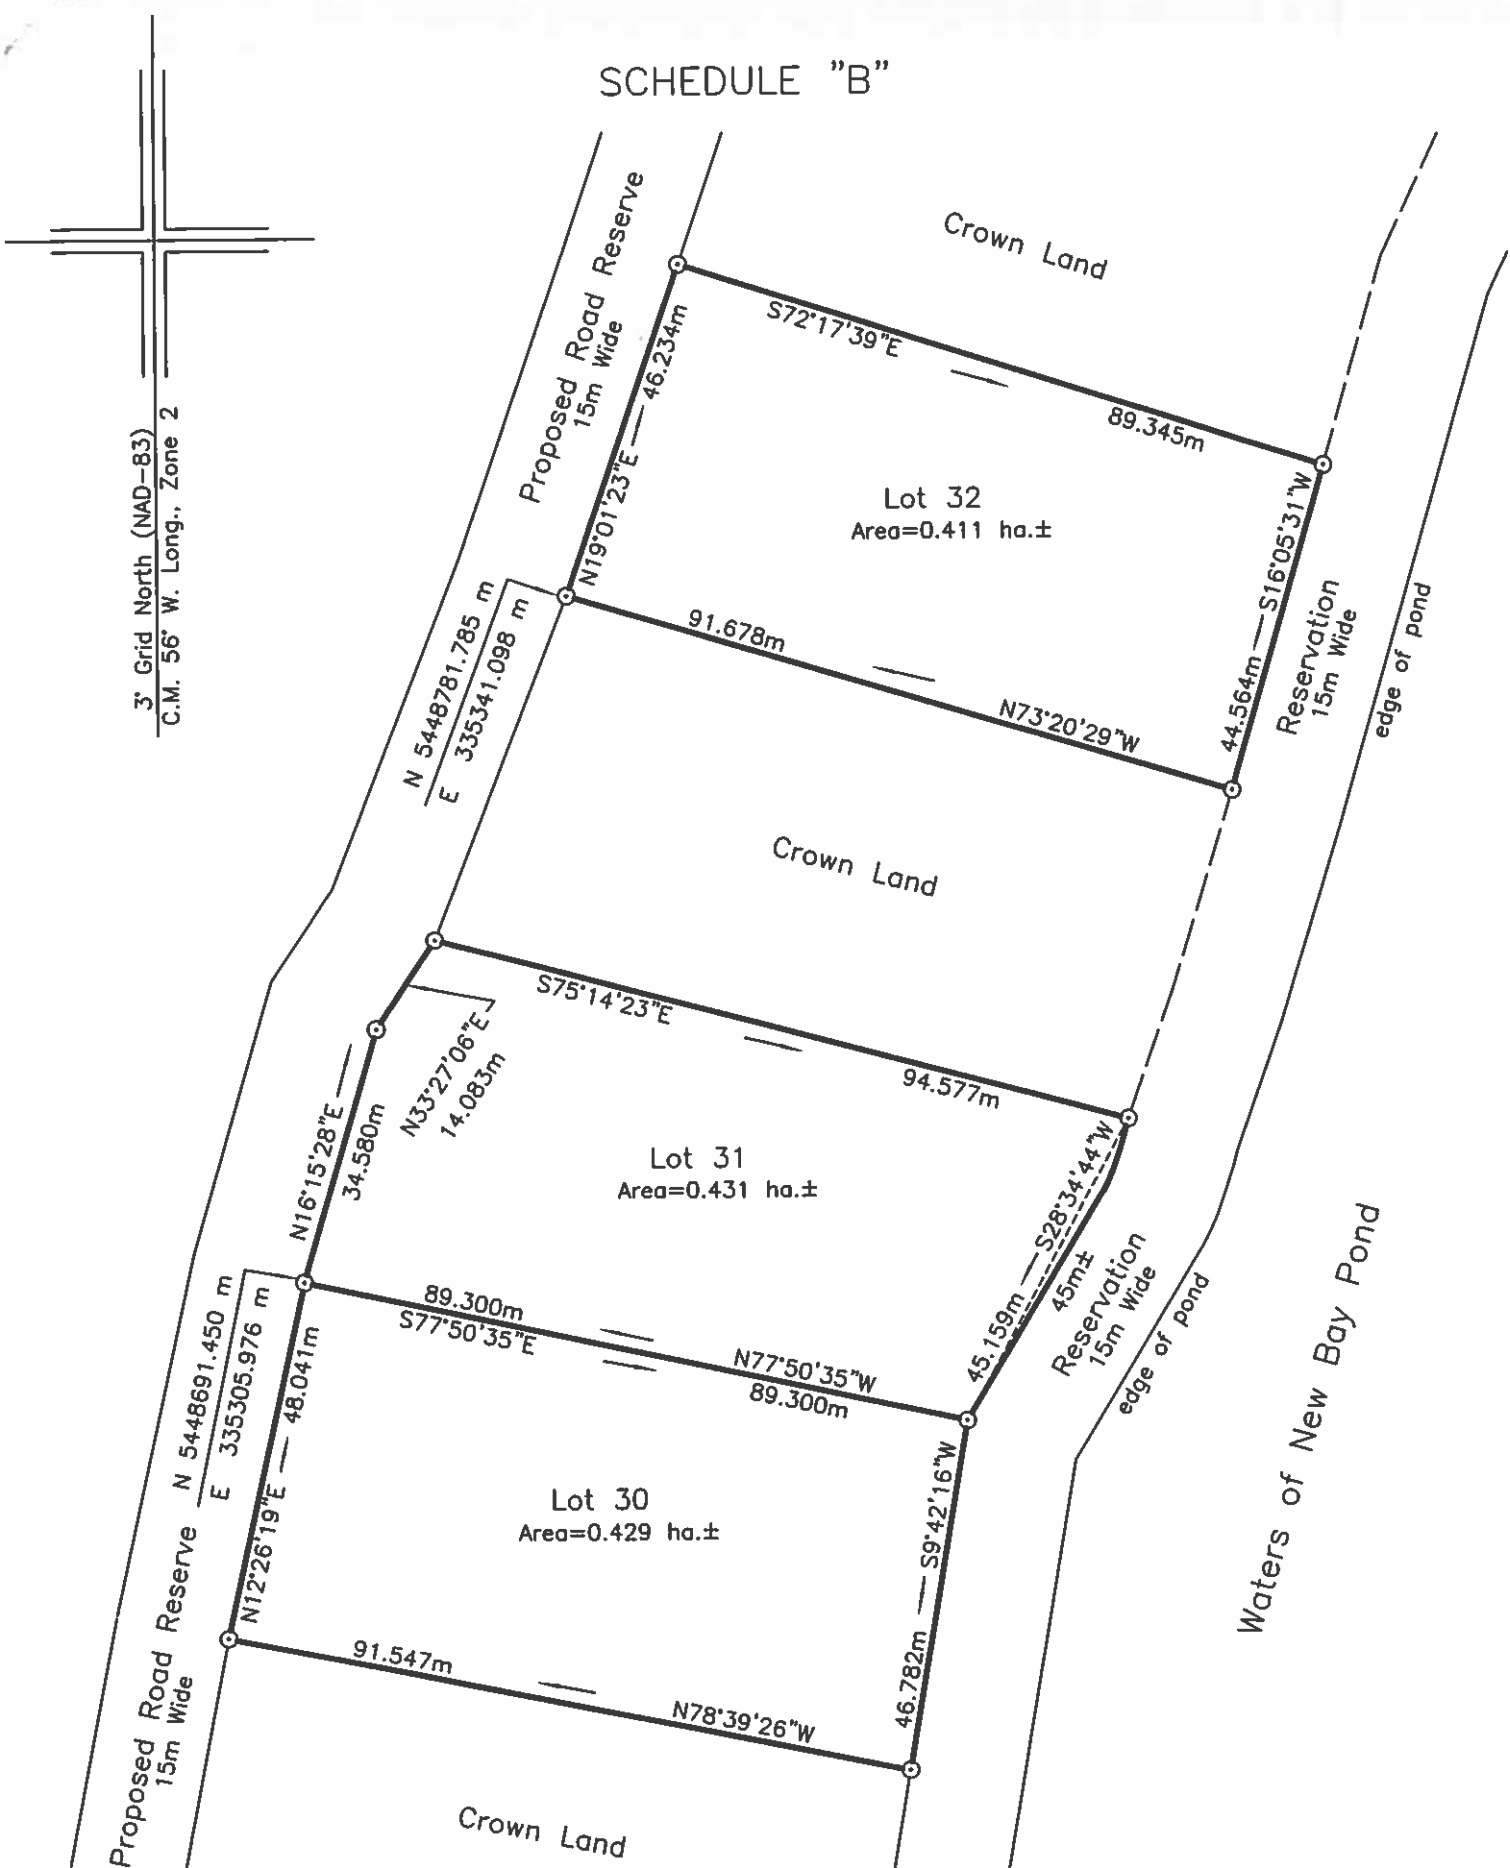 SCHEDULE "B"
3° Grid North (NAD-83)
C.M. 56° W. Long., Zone 2
Proposed Road Reserve
15m Wide
Crown Land
S72°17'39"E
89.345m
N19°01'23"E
46.234m
Lot 32
Area=0.411 ha.±
S16°05'31"W
44.564m
Reservation
15m Wide
edge of pond
91.678m
N73°20'29"W
N 5448781.785 m
E 335341.098 m
Crown Land
S75°14'23"E
94.577m
N33°27'06"E
14.083m
N16°15'28"E
34.580m
Lot 31
Area=0.431 ha.±
S28°34'44"W
45.159m
45m±
Reservation
15m Wide
edge of pond
Waters of New Bay Pond
89.300m
S77°50'35"E
N77°50'35"W
89.300m
N 5448691.450 m
E 335305.976 m
N12°26'19"E
48.041m
Lot 30
Area=0.429 ha.±
S9°42'16"W
46.782m
91.547m
N78°39'26"W
Proposed Road Reserve
15m Wide
Crown Land